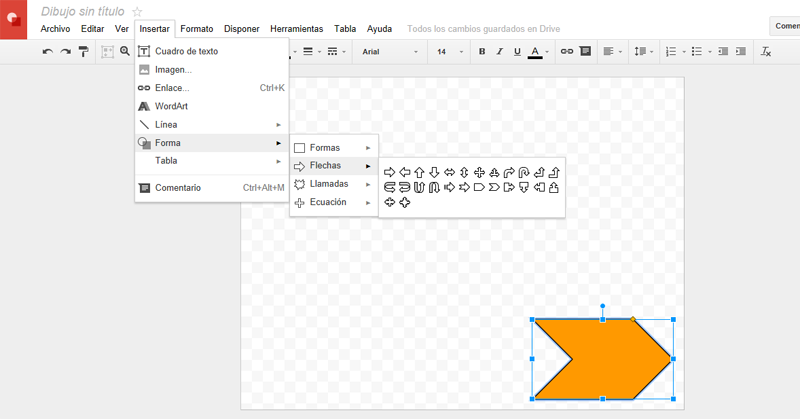 Dibujo sin título
Archivo Editar Ver Insertar Formato Disponer Herramientas Tabla Ayuda Todos los cambios guardados en Drive
Comen
Arial 14 B I U A
Cuadro de texto
Imagen...
Enlace... Ctrl+K
WordArt
Línea
Forma
Tabla
Comentario Ctrl+Alt+M
Formas
Flechas
Llamadas
Ecuación